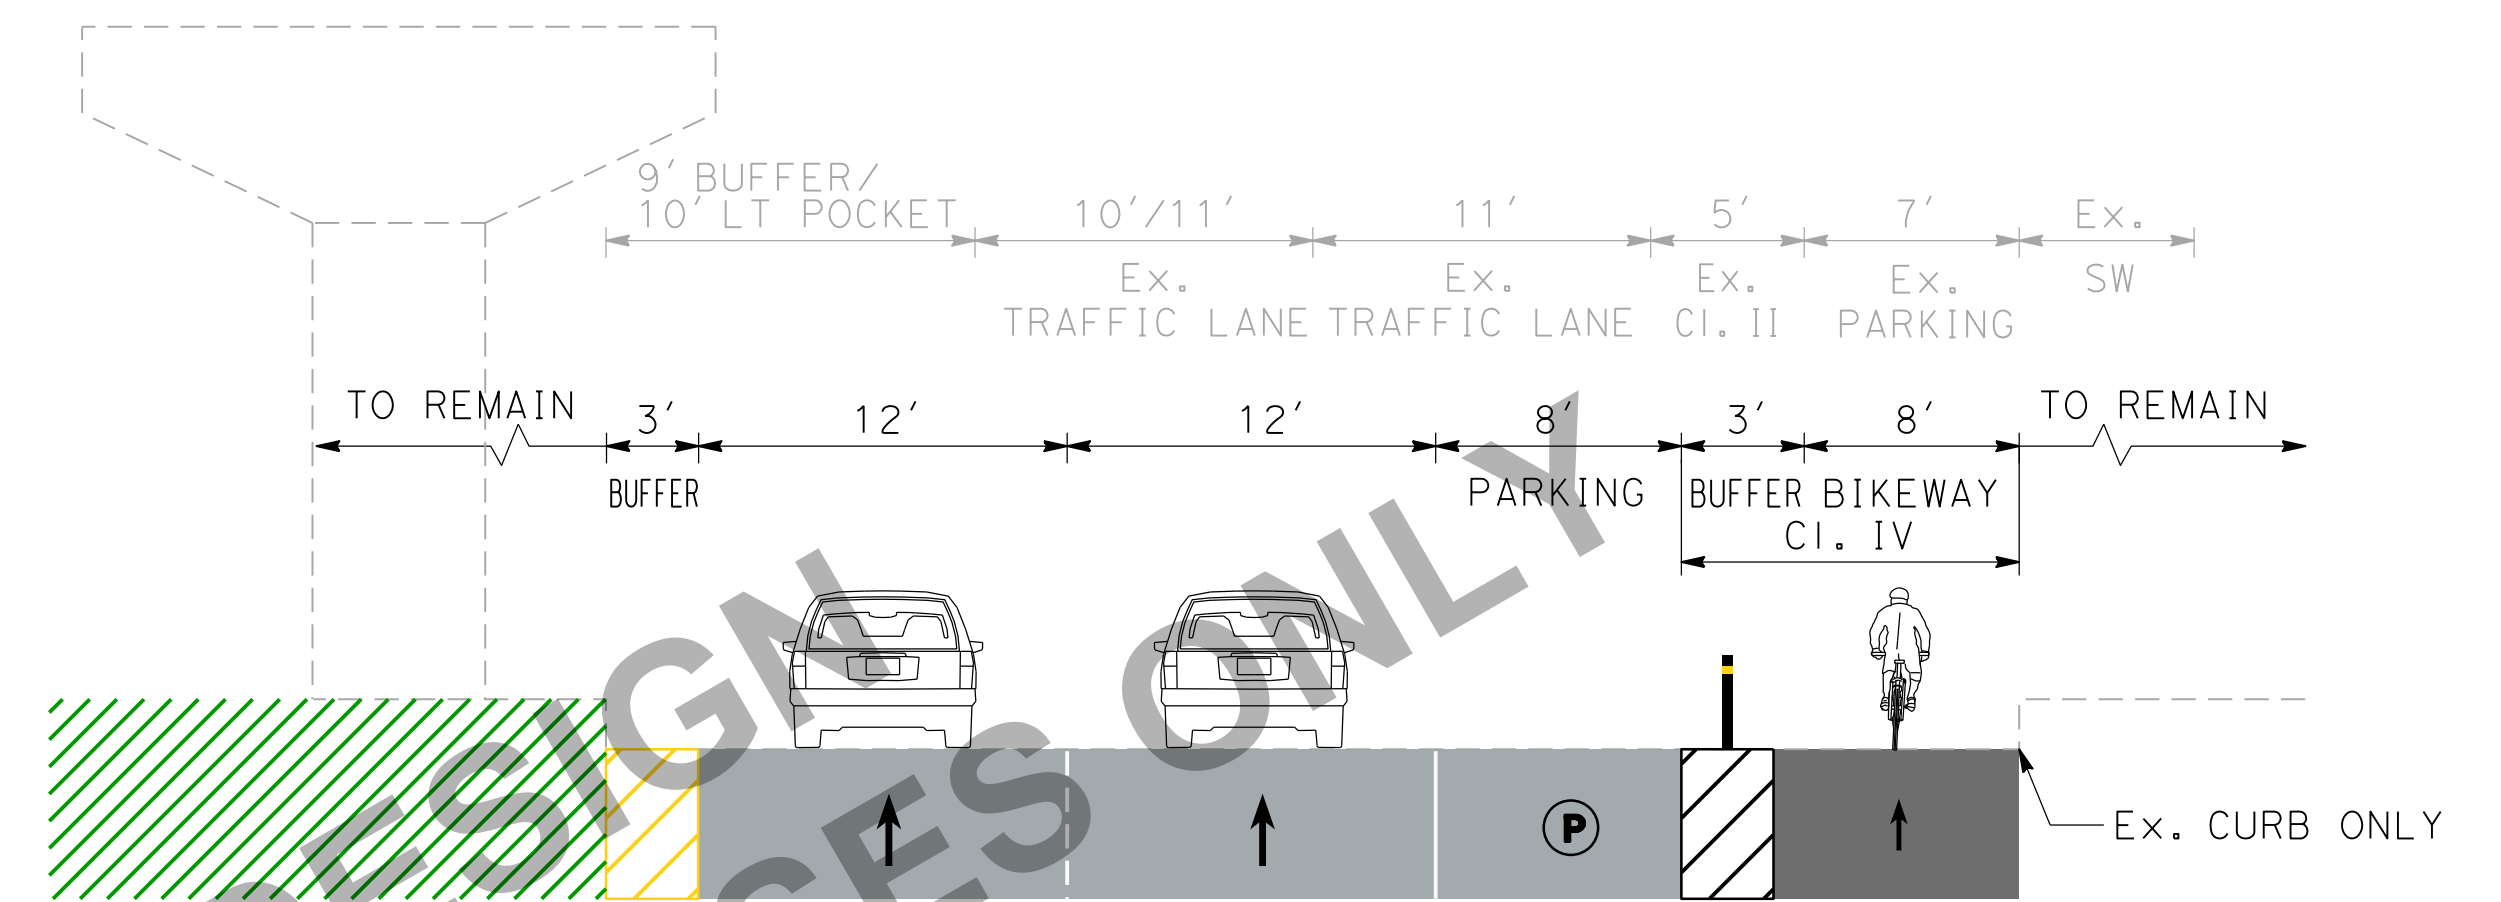 9' BUFFER/
10' LT POCKET 10'/11' 11' 5' 7' Ex.
Ex. Ex. Ex. Ex. SW
TRAFFIC LANE TRAFFIC LANE Cl. II PARKING
TO REMAIN 3' 12' 12' 8' 3' 8' TO REMAIN
BUFFER PARKING BUFFER BIKEWAY
Cl. IV
P
Ex. CURB ONLY
ESIGN ONLY
OSES